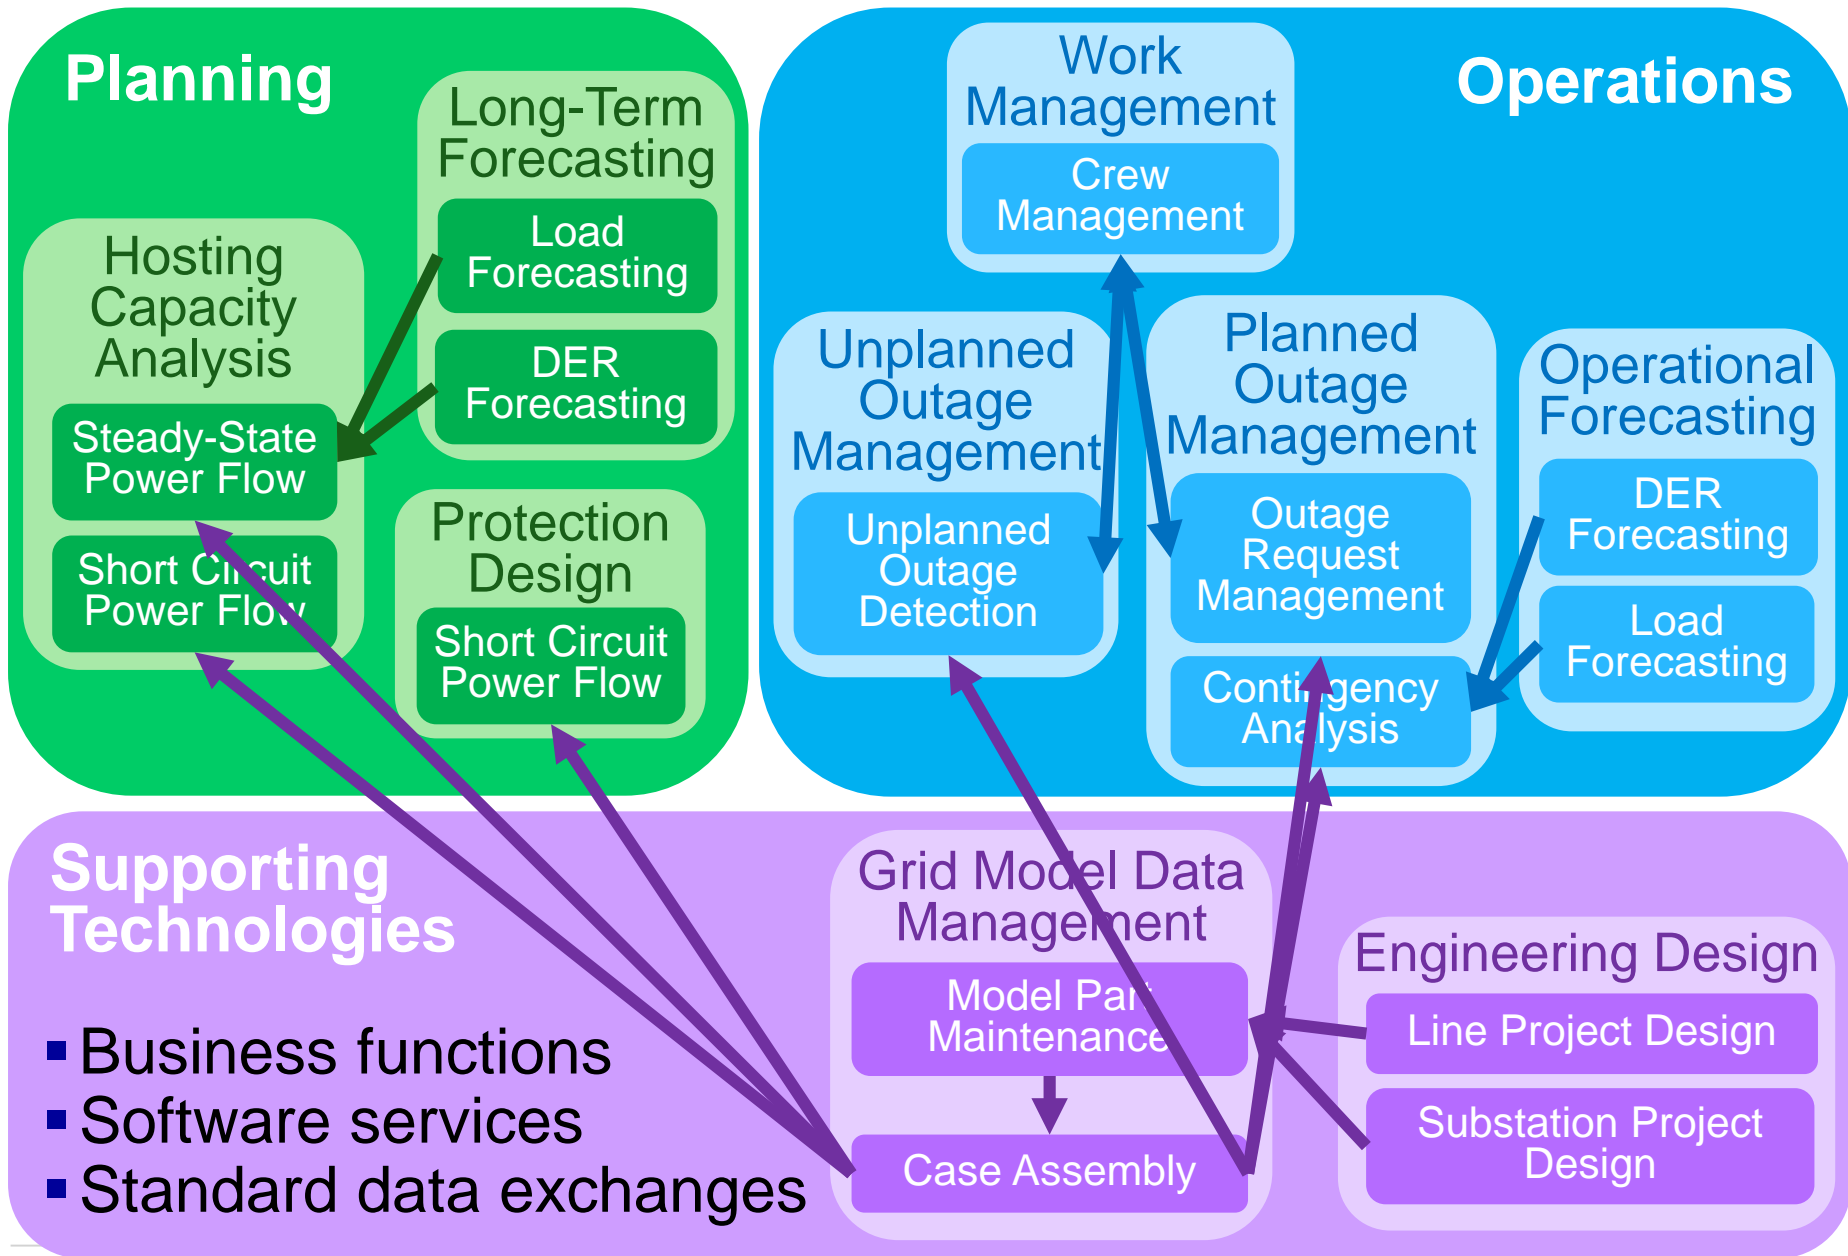 Planning
Long-Term
Forecasting
Load
Forecasting
DER
Forecasting
Hosting
Capacity
Analysis
Steady-State
Power Flow
Short Circuit
Power Flow
Protection
Design
Short Circuit
Power Flow
Operations
Work
Management
Crew
Management
Unplanned
Outage
Management
Unplanned
Outage
Detection
Planned
Outage
Management
Outage
Request
Management
Contingency
Analysis
Operational
Forecasting
DER
Forecasting
Load
Forecasting
Supporting
Technologies
▪ Business functions
▪ Software services
▪ Standard data exchanges
Grid Model Data
Management
Model Part
Maintenance
Case Assembly
Engineering Design
Line Project Design
Substation Project
Design